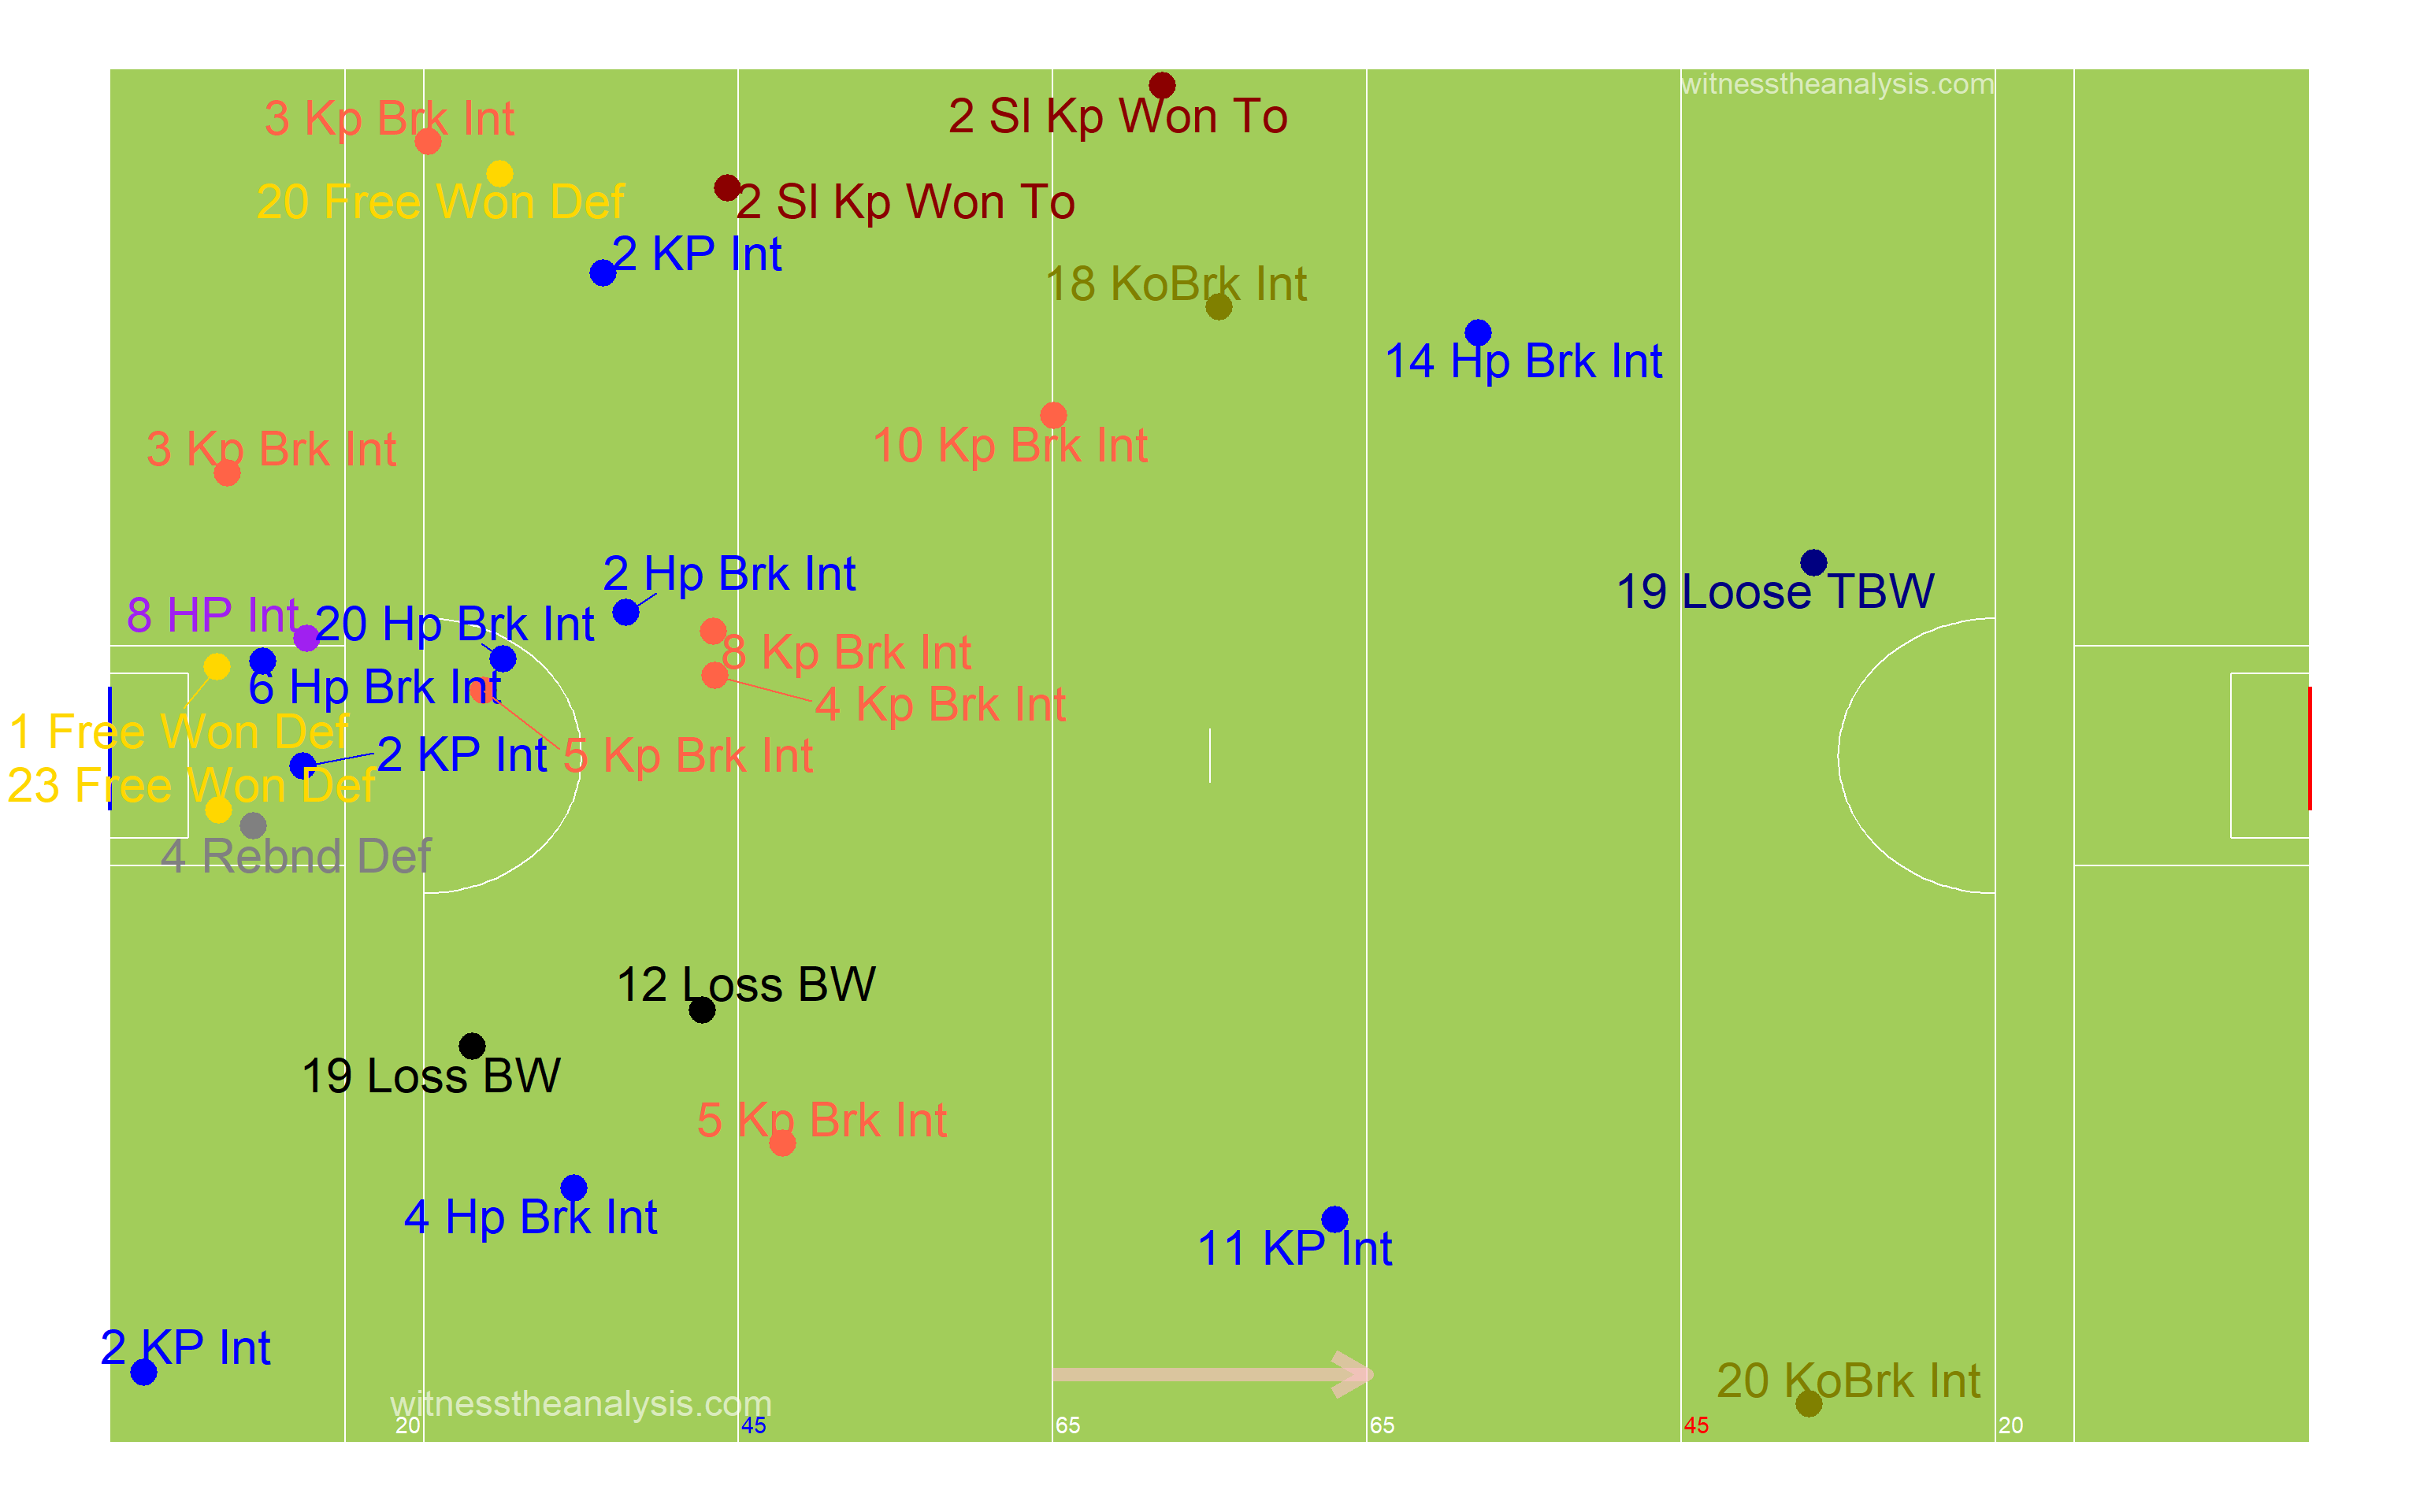 witnesstheanalysis.com
3 Kp Brk Int
2 Sl Kp Won To
20 Free Won Def
2 Sl Kp Won To
2 KP Int
18 KoBrk Int
14 Hp Brk Int
3 Kp Brk Int
10 Kp Brk Int
2 Hp Brk Int
19 Loose TBW
8 HP Int
20 Hp Brk Int
8 Kp Brk Int
6 Hp Brk Int
4 Kp Brk Int
1 Free Won Def
2 KP Int
5 Kp Brk Int
23 Free Won Def
4 Rebnd Def
12 Loss BW
19 Loss BW
5 Kp Brk Int
4 Hp Brk Int
11 KP Int
2 KP Int
20 KoBrk Int
witnesstheanalysis.com
20
45
65
65
45
20